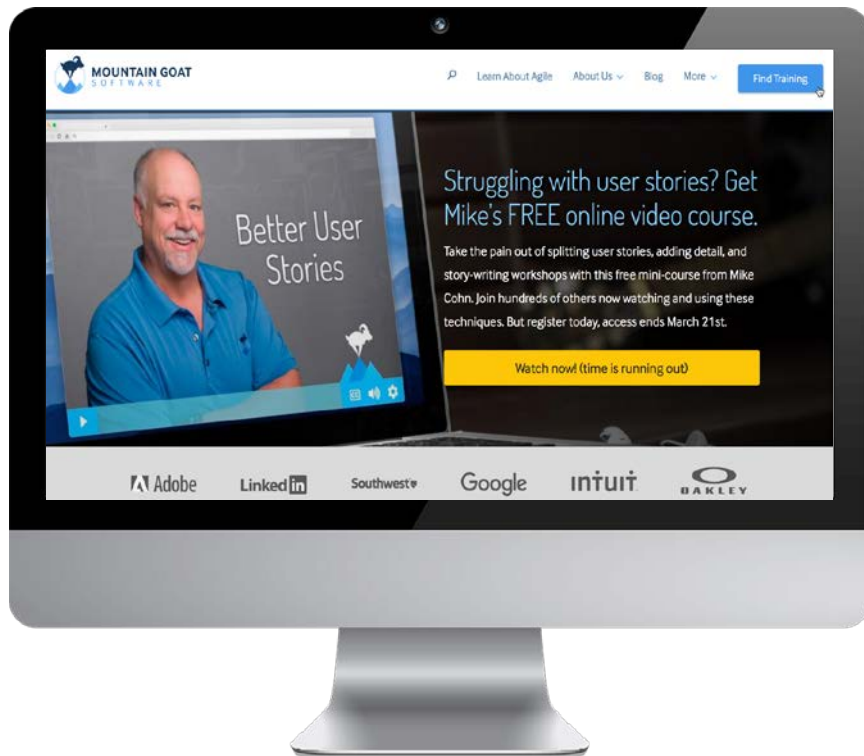 MOUNTAIN GOAT
SOFTWARE
Learn About Agile
About Us
Blog
More
Find Training
Better User
Stories
Struggling with user stories? Get
Mike's FREE online video course.
Take the pain out of splitting user stories, adding detail, and
story-writing workshops with this free mini-course from Mike
Cohn. Join hundreds of others now watching and using these
techniques. But register today, access ends March 21st.
Watch now! (time is running out)
Adobe
Linked in
Southwest
Google
intuit
OAKLEY